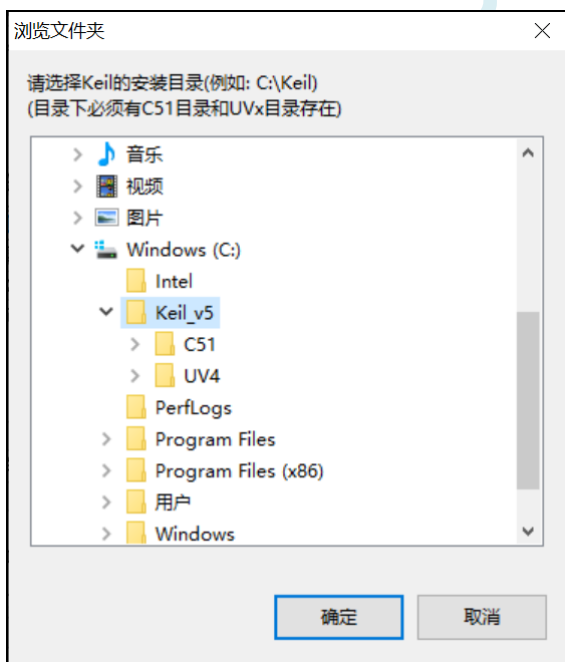 浏览文件夹
请选择Keil的安装目录(例如: C:\Keil)
(目录下必须有C51目录和UVx目录存在)
音乐
视频
图片
Windows (C:)
Intel
Keil_v5
C51
UV4
PerfLogs
Program Files
Program Files (x86)
用户
Windows
确定
取消